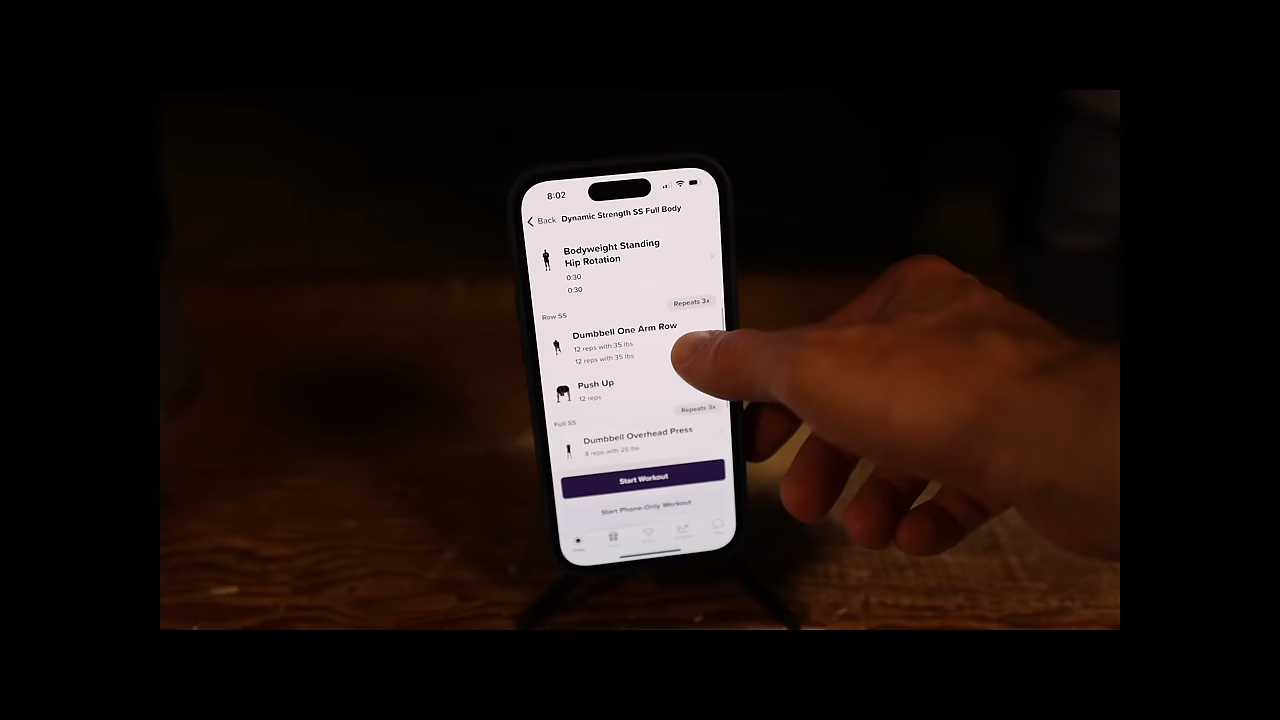 8:02
Back Dynamic Strength SS Full Body
Bodyweight Standing
Hip Rotation
0:30
0:30
Repeats 3x
Row SS
Dumbbell One Arm Row
12 reps with 35 lbs
12 reps with 35 lbs
Push Up
12 reps
Repeats 3x
Full SS
Dumbbell Overhead Press
8 reps with 25 lbs
Start Workout
Start Phone-Only Workout